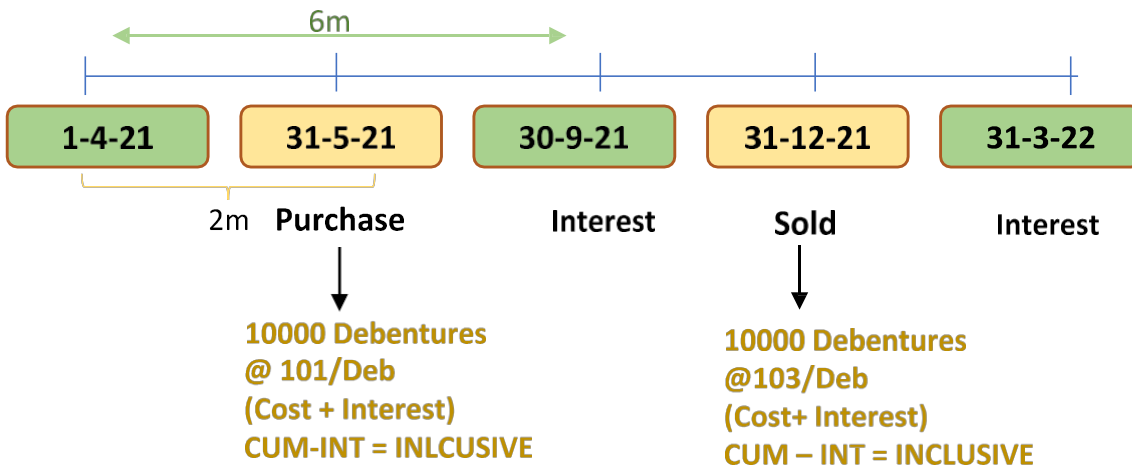 6m
1-4-21
31-5-21
30-9-21
31-12-21
31-3-22
2m
Purchase
Interest
Sold
Interest
10000 Debentures
@ 101/Deb
(Cost + Interest)
CUM-INT = INLCUSIVE
10000 Debentures
@103/Deb
(Cost+ Interest)
CUM – INT = INCLUSIVE